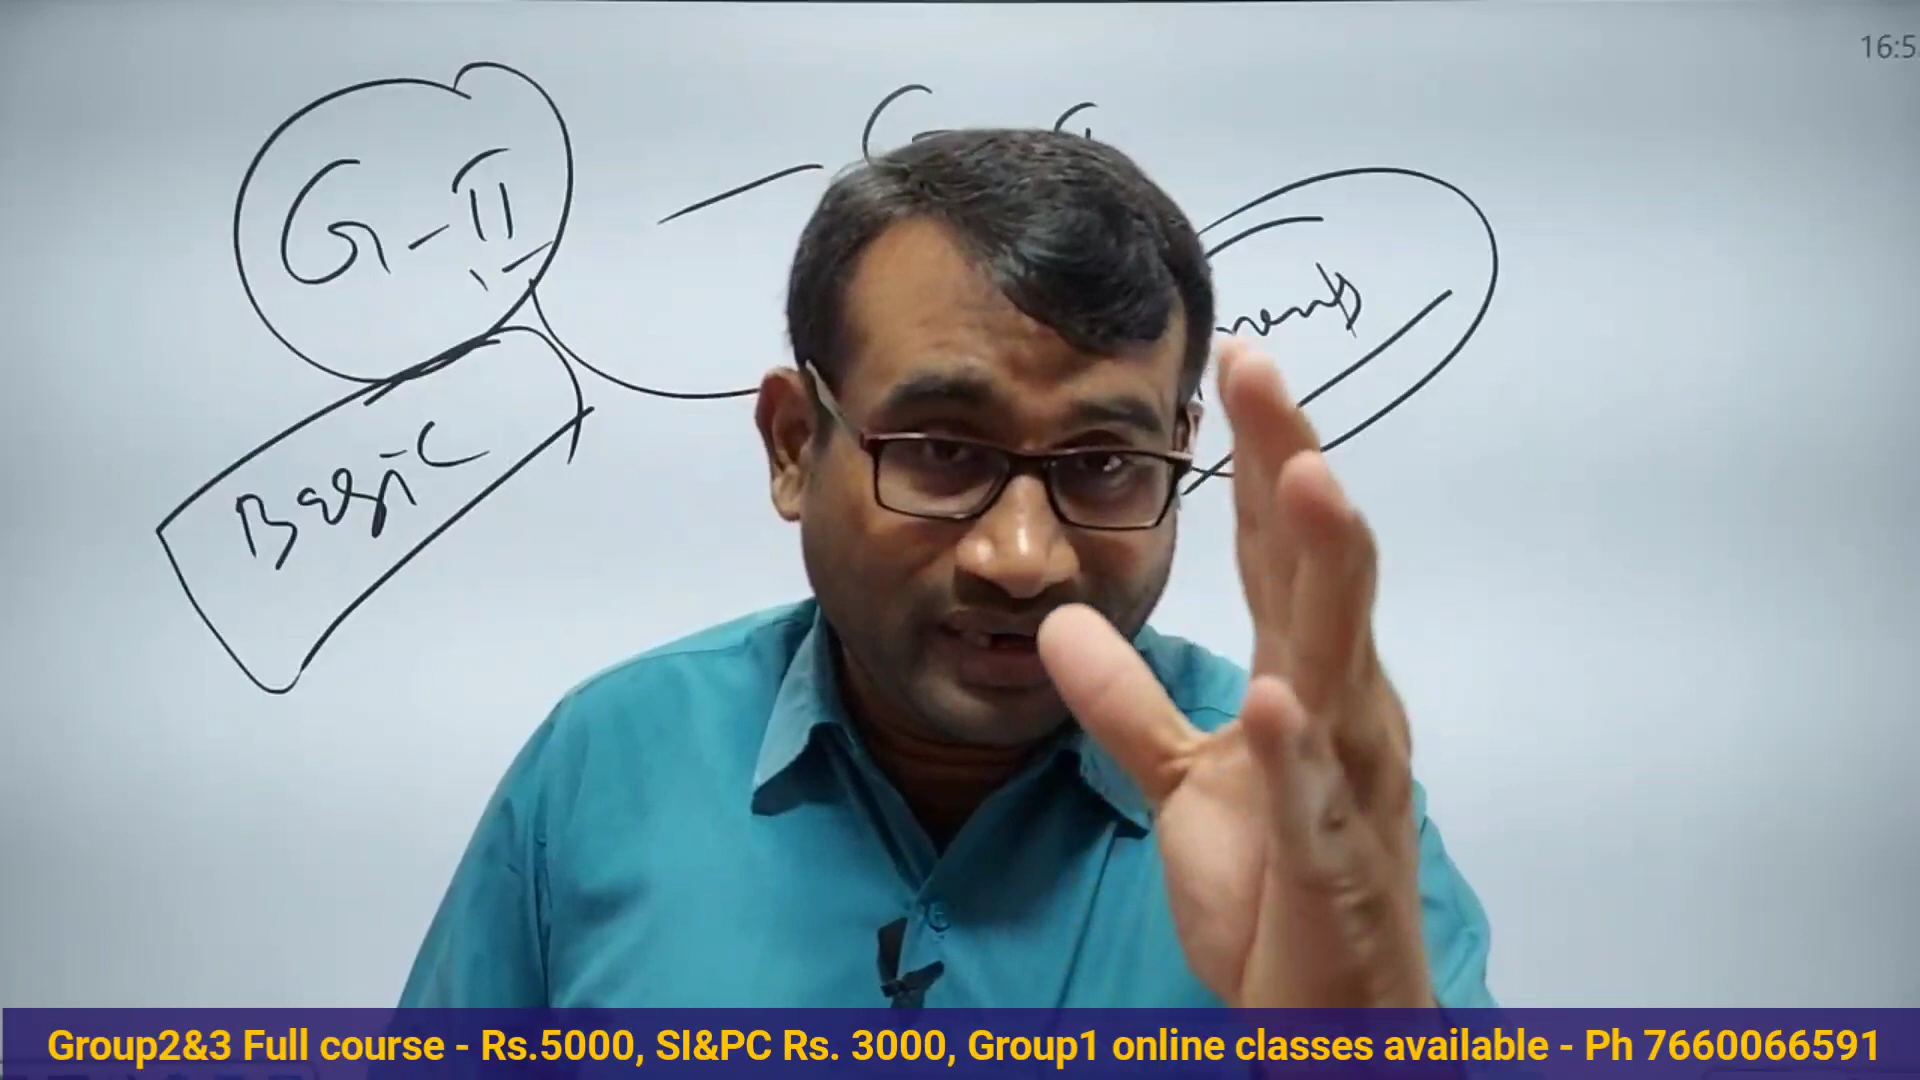 16:5
G-II
Basic
Group2&3 Full course - Rs.5000, SI&PC Rs. 3000, Group1 online classes available - Ph 7660066591